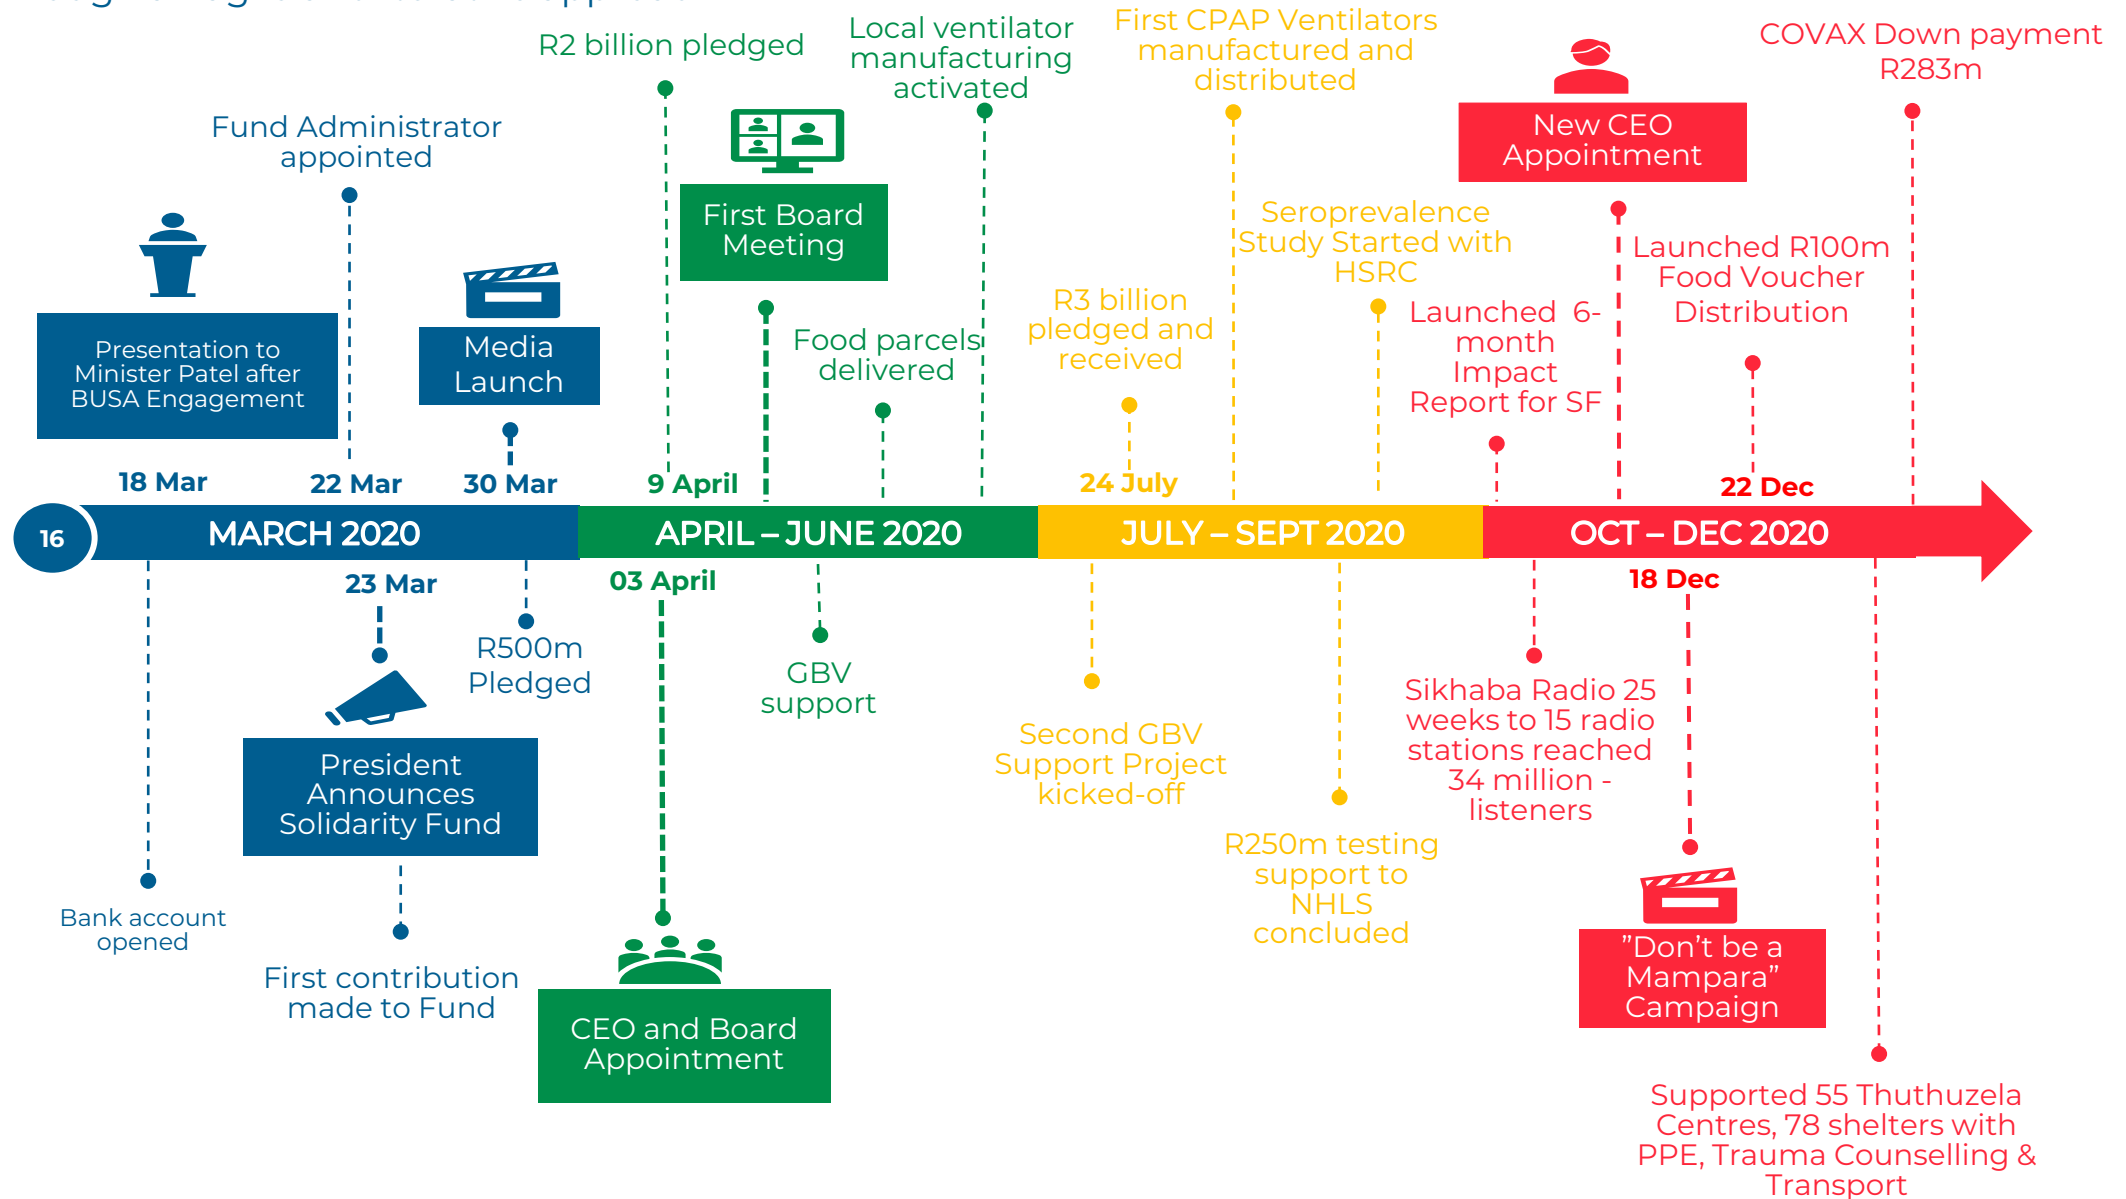 R2 billion pledged
Local ventilator
manufacturing
activated
First CPAP Ventilators
manufactured and
distributed
COVAX Down payment
R283m
Fund Administrator
appointed
New CEO
Appointment
First Board
Meeting
Seroprevalence
Study Started with
HSRC
Launched R100m
Food Voucher
Distribution
R3 billion
pledged and
received
Launched 6-
month
Impact
Report for SF
Presentation to
Minister Patel after
BUSA Engagement
Media
Launch
Food parcels
delivered
18 Mar
22 Mar
30 Mar
9 April
24 July
22 Dec
16
MARCH 2020
APRIL – JUNE 2020
JULY – SEPT 2020
OCT – DEC 2020
23 Mar
03 April
18 Dec
R500m
Pledged
GBV
support
Second GBV
Support Project
kicked-off
Sikhaba Radio 25
weeks to 15 radio
stations reached
34 million -
listeners
President
Announces
Solidarity Fund
R250m testing
support to
NHLS
concluded
Bank account
opened
First contribution
made to Fund
CEO and Board
Appointment
”Don’t be a
Mampara”
Campaign
Supported 55 Thuthuzela
Centres, 78 shelters with
PPE, Trauma Counselling &
Transport